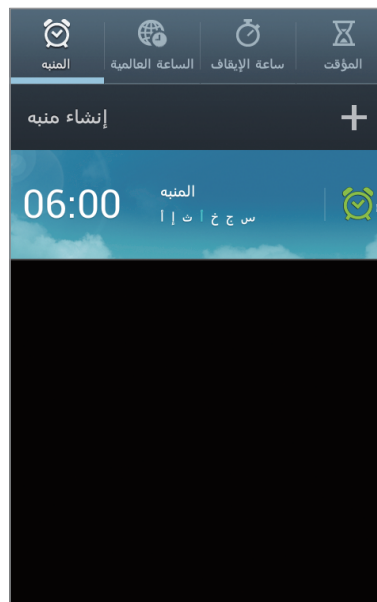 المؤقت ساعة الإيقاف الساعة العالمية المنبه
إنشاء منبه
المنبه
س ج خ أ ث إ أ
06:00